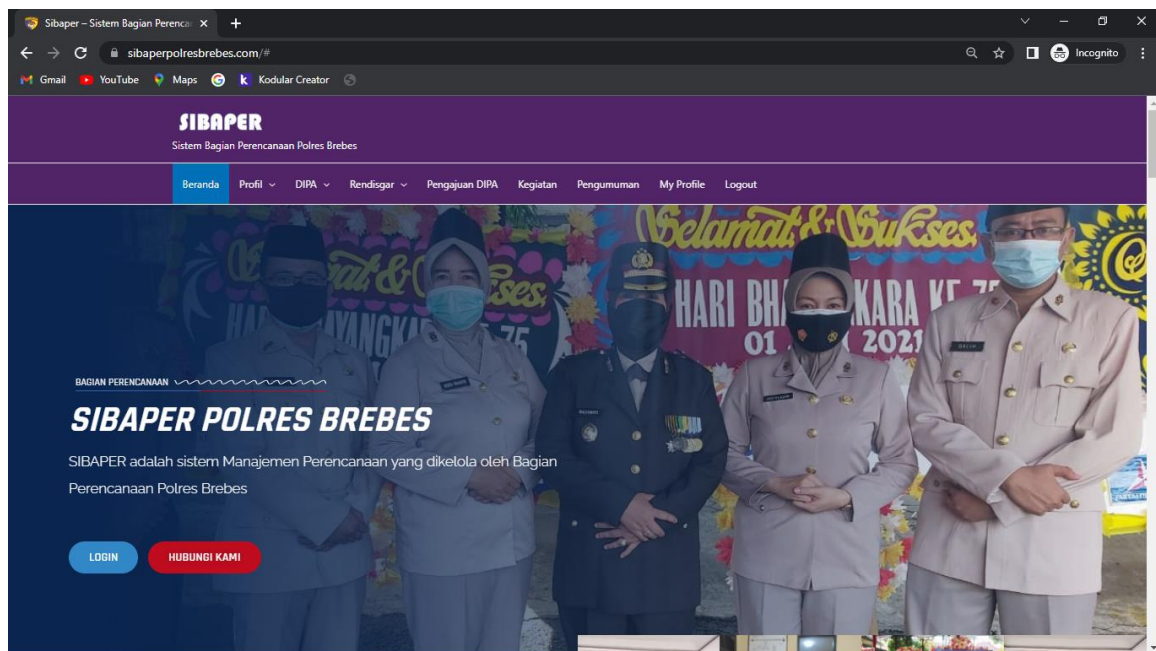 Sibaper – Sistem Bagian Perenca
sibaperpolresbrebes.com/#
Incognito
Gmail YouTube Maps Kodular Creator
SIBAPER
Sistem Bagian Perencanaan Polres Brebes
Beranda Profil DIPA Rendisgar Pengajuan DIPA Kegiatan Pengumuman My Profile Logout
Selamat & Sukses
HARI BHA KARA KE 75
01 2021
BAGIAN PERENCANAAN
SIBAPER POLRES BREBES
SIBAPER adalah sistem Manajemen Perencanaan yang dikelola oleh Bagian
Perencanaan Polres Brebes
LOGIN HUBUNGI KAMI